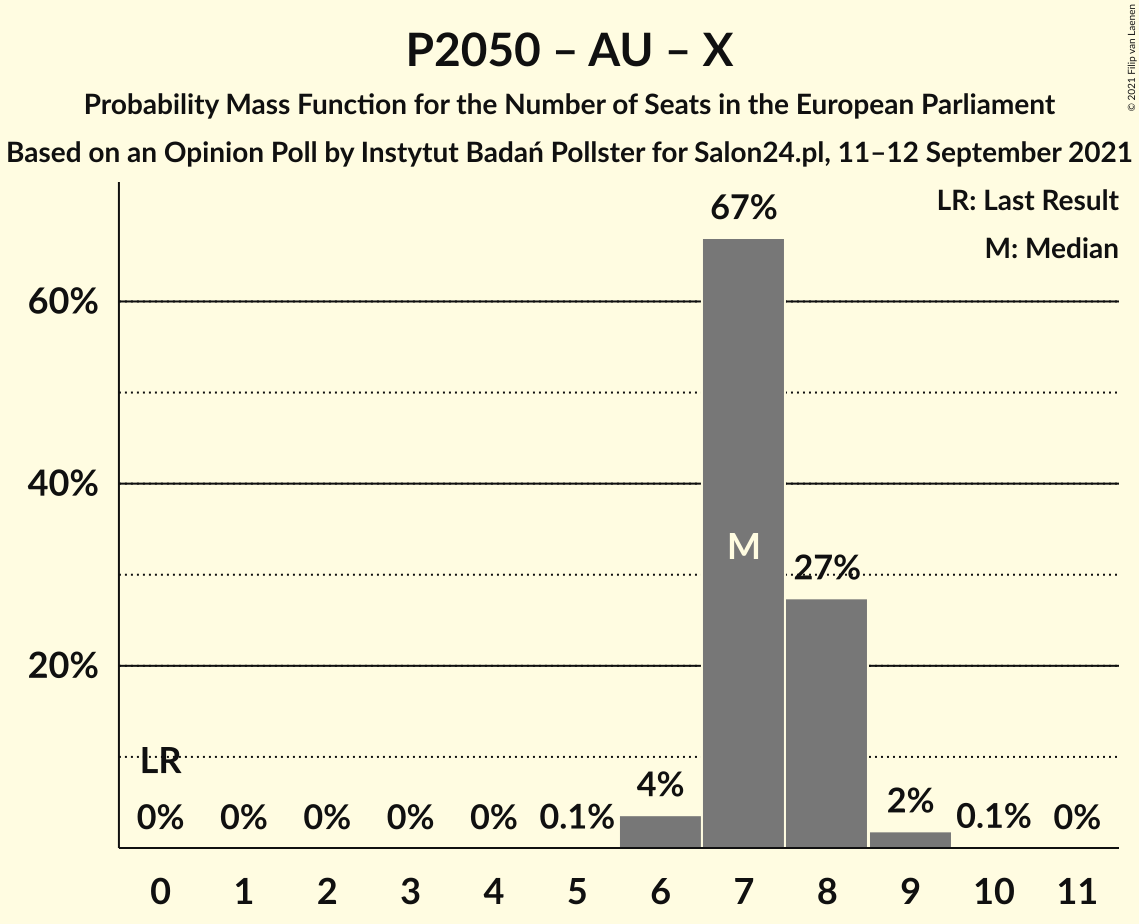 P2050 – AU – X
Probability Mass Function for the Number of Seats in the European Parliament
Based on an Opinion Poll by Instytut Badań Pollster for Salon24.pl, 11–12 September 2021
© 2021 Filip van Laenen
LR: Last Result
M: Median
67%
60%
40%
M
27%
20%
LR
0% 0% 0% 0% 0% 0.1% 4% 2% 0.1% 0%
0 1 2 3 4 5 6 7 8 9 10 11